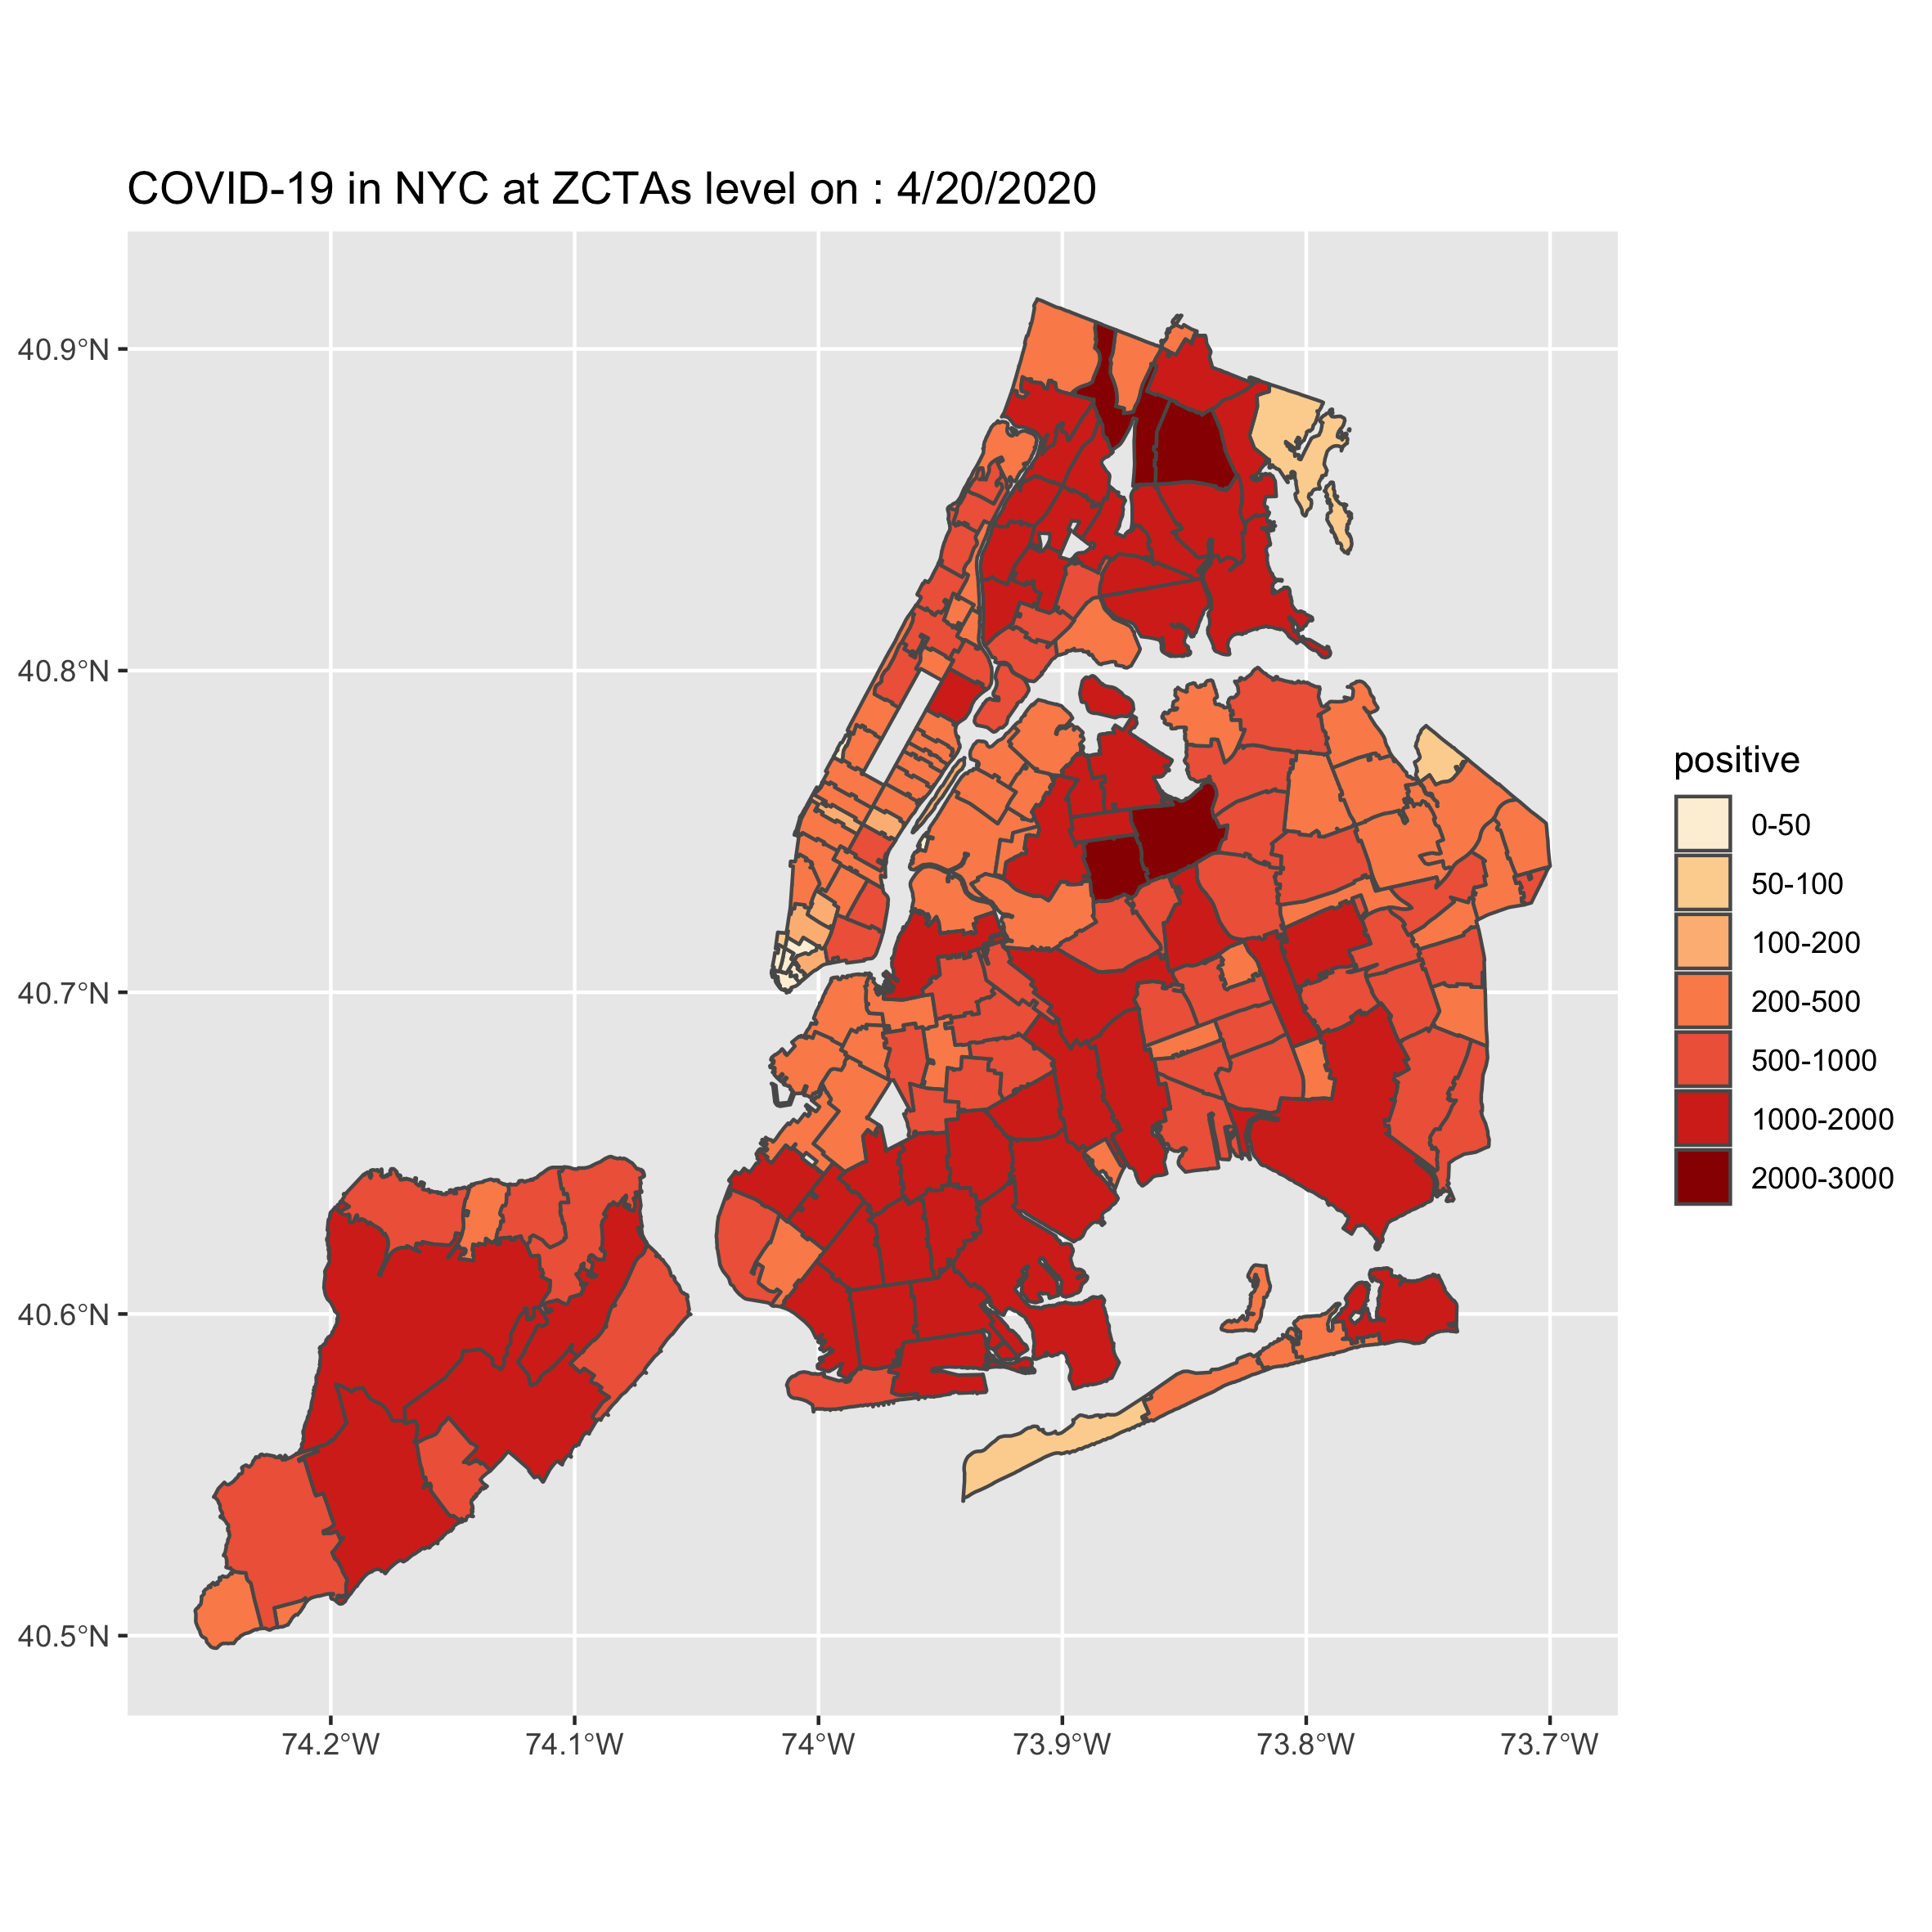 COVID-19 in NYC at ZCTAs level on : 4/20/2020
40.9°N
40.8°N
40.7°N
40.6°N
40.5°N
74.2°W
74.1°W
74°W
73.9°W
73.8°W
73.7°W
positive
0-50
50-100
100-200
200-500
500-1000
1000-2000
2000-3000